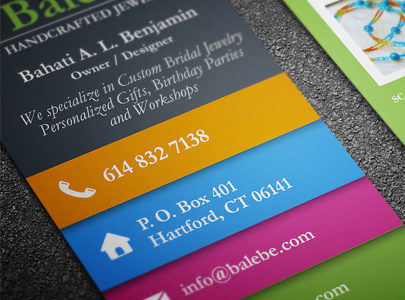 HANDCRAFTED
Bahati A. L. Benjamin
Owner / Designer
We specialize in Custom Bridal Jewelry
Personalized Gifts, Birthday Parties
and Workshops
614 832 7138
P. O. Box 401
Hartford, CT 06141
info@balebe.com